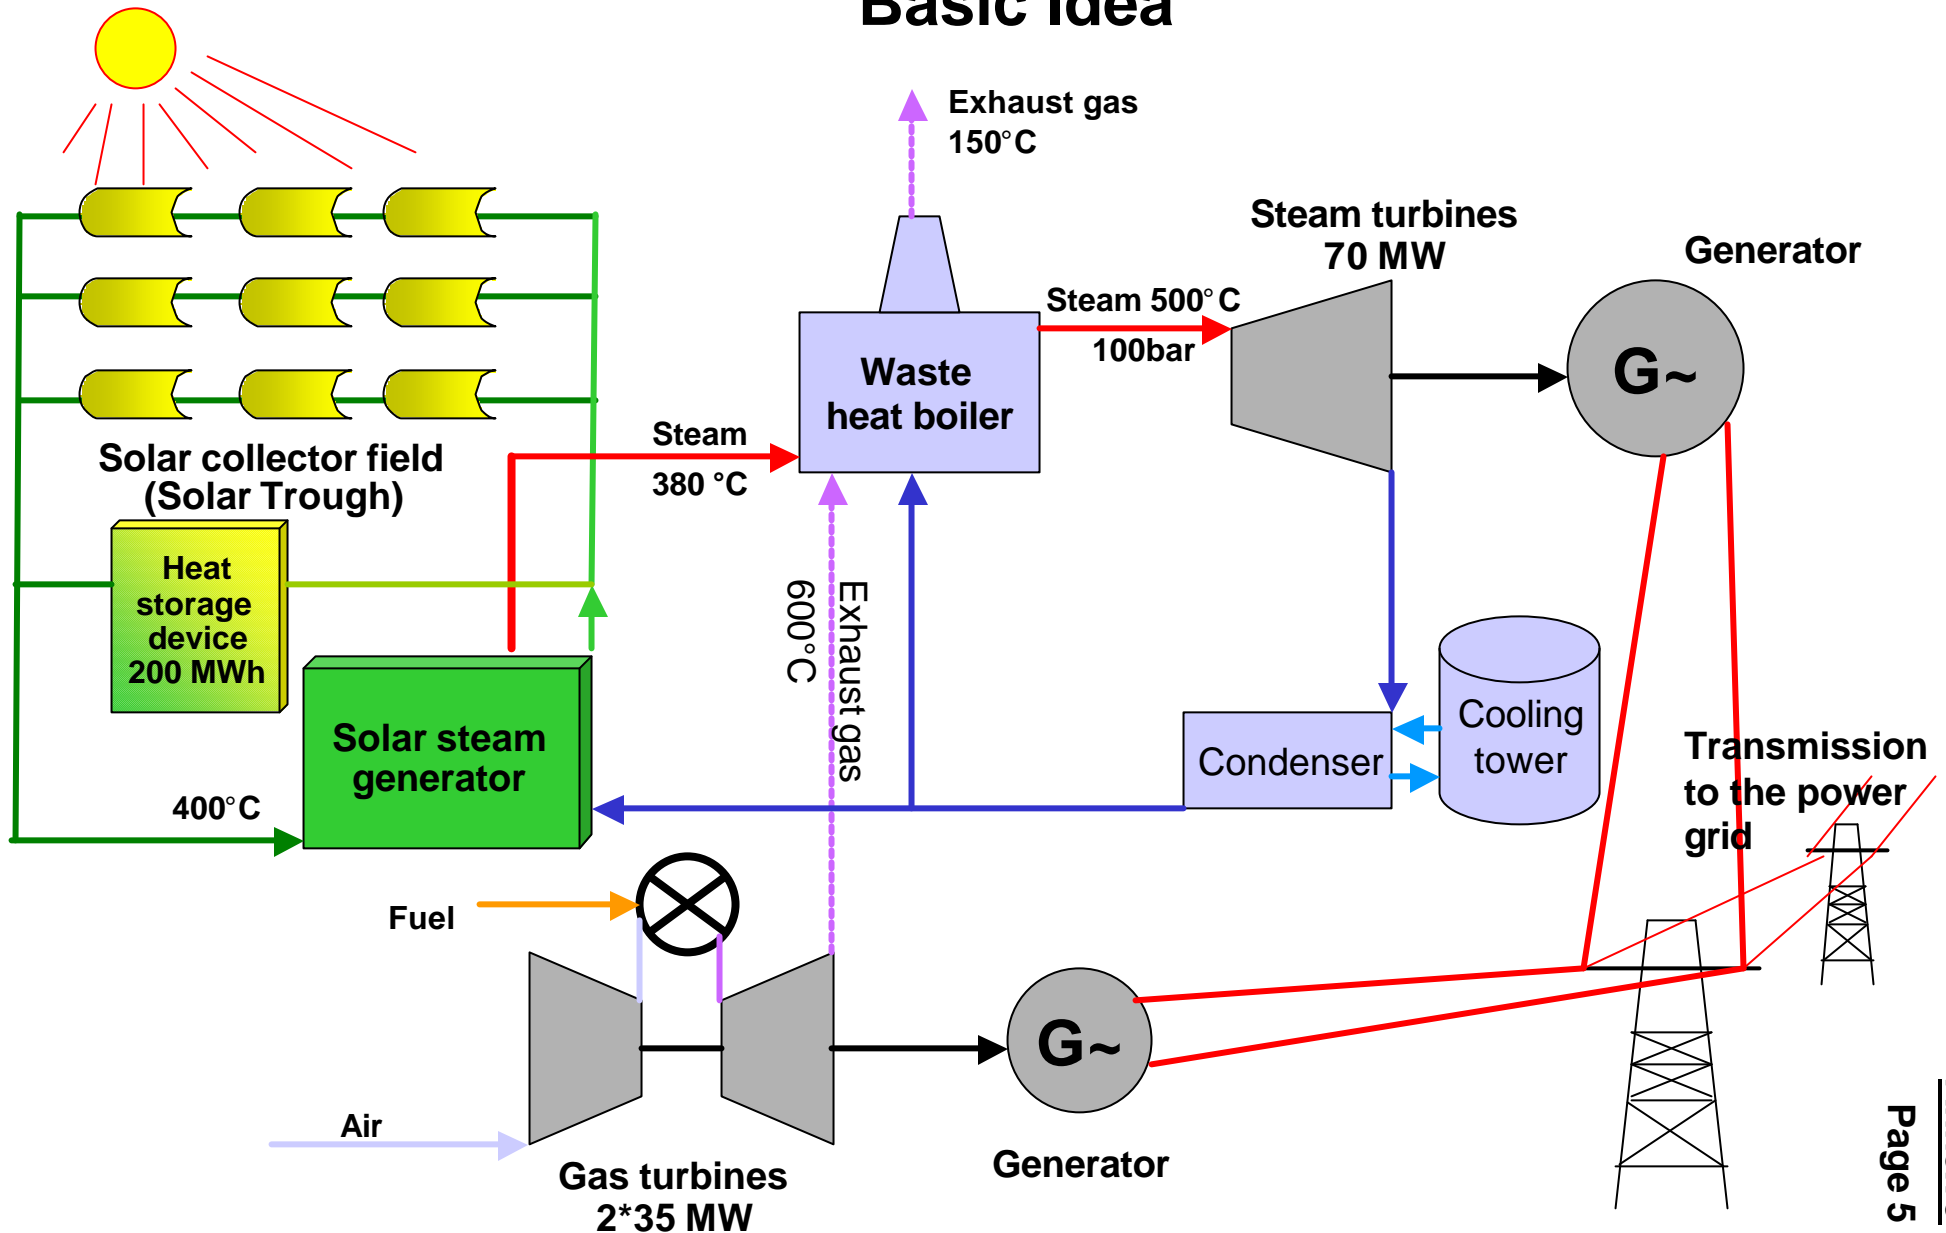 Basic Idea
Exhaust gas
150°C
Steam turbines
70 MW
Generator
Steam 500°C
100bar
G~
Waste
heat boiler
Steam
380 °C
Solar collector field
(Solar Trough)
Heat
storage
device
200 MWh
600°C
Exhaust gas
Solar steam
generator
400°C
Condenser
Cooling
tower
Transmission
to the power
grid
Fuel
G~
Air
Generator
Gas turbines
2*35 MW
Page 5